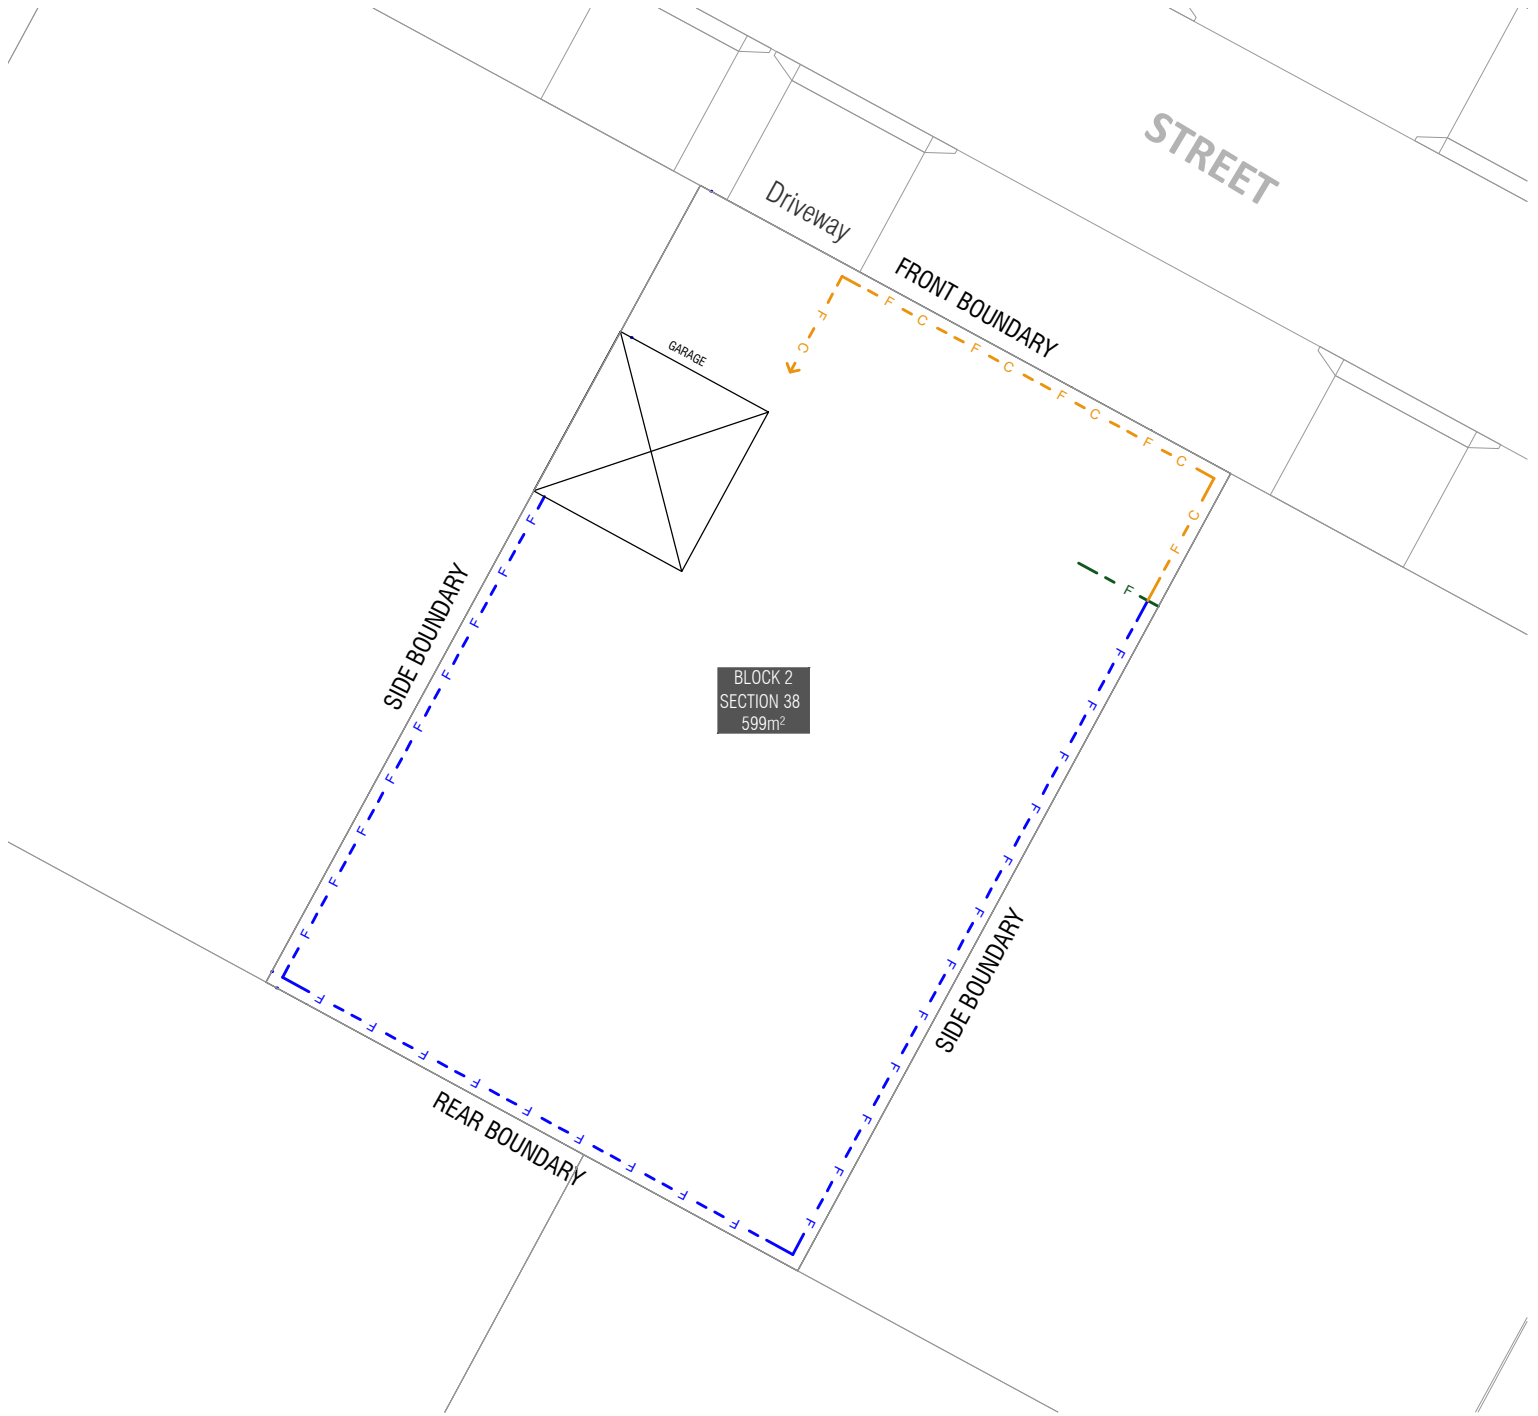 STREET
Driveway
FRONT BOUNDARY
F C F C F C F C
F C
GARAGE
C F
F
SIDE BOUNDARY
F F F F F F F F F
BLOCK 2
SECTION 38
599m²
F F F F F F F F F F F F
SIDE BOUNDARY
F F F F F F F F F
REAR BOUNDARY